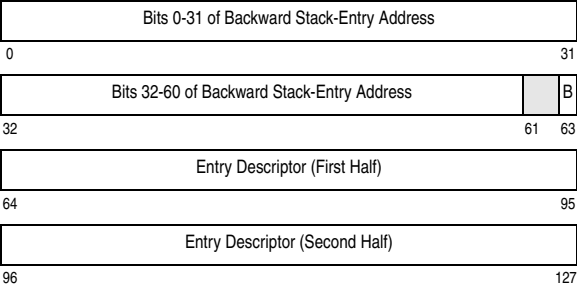 Bits 0-31 of Backward Stack-Entry Address
0 31
Bits 32-60 of Backward Stack-Entry Address B
32 61 63
Entry Descriptor (First Half)
64 95
Entry Descriptor (Second Half)
96 127